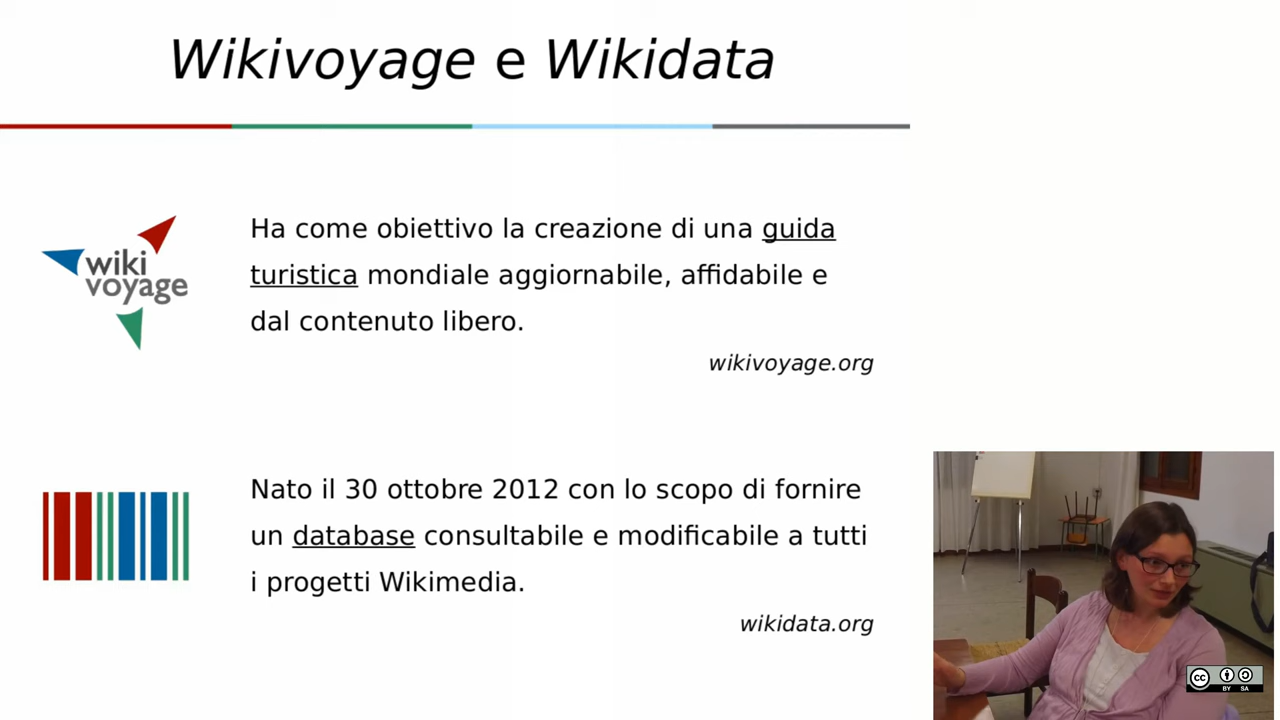 Wikivoyage e Wikidata
wiki
voyage
Ha come obiettivo la creazione di una guida
turistica mondiale aggiornabile, affidabile e
dal contenuto libero.
wikivoyage.org
Nato il 30 ottobre 2012 con lo scopo di fornire
un database consultabile e modificabile a tutti
i progetti Wikimedia.
wikidata.org
cc
BY SA